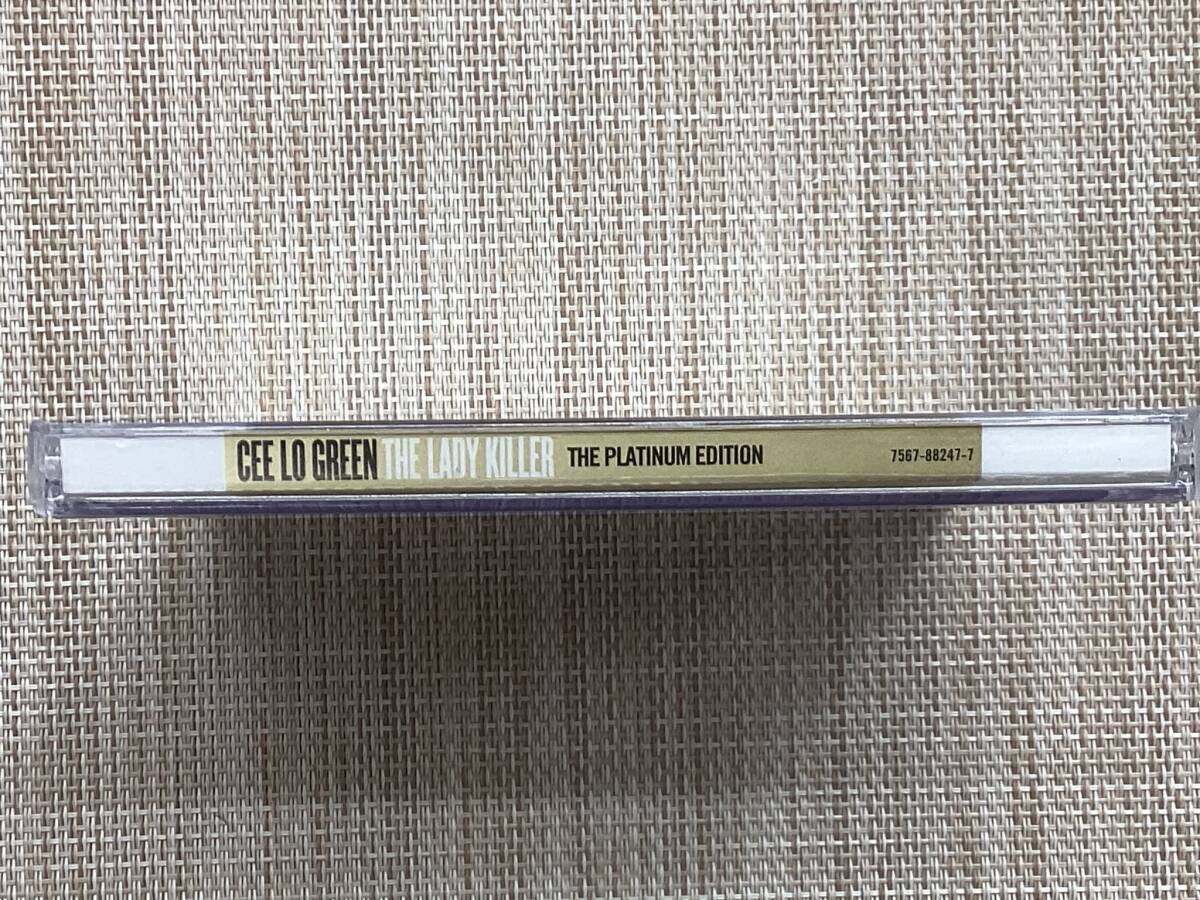 CEE LO GREEN THE LADY KILLER THE PLATINUM EDITION 7567-88247-7